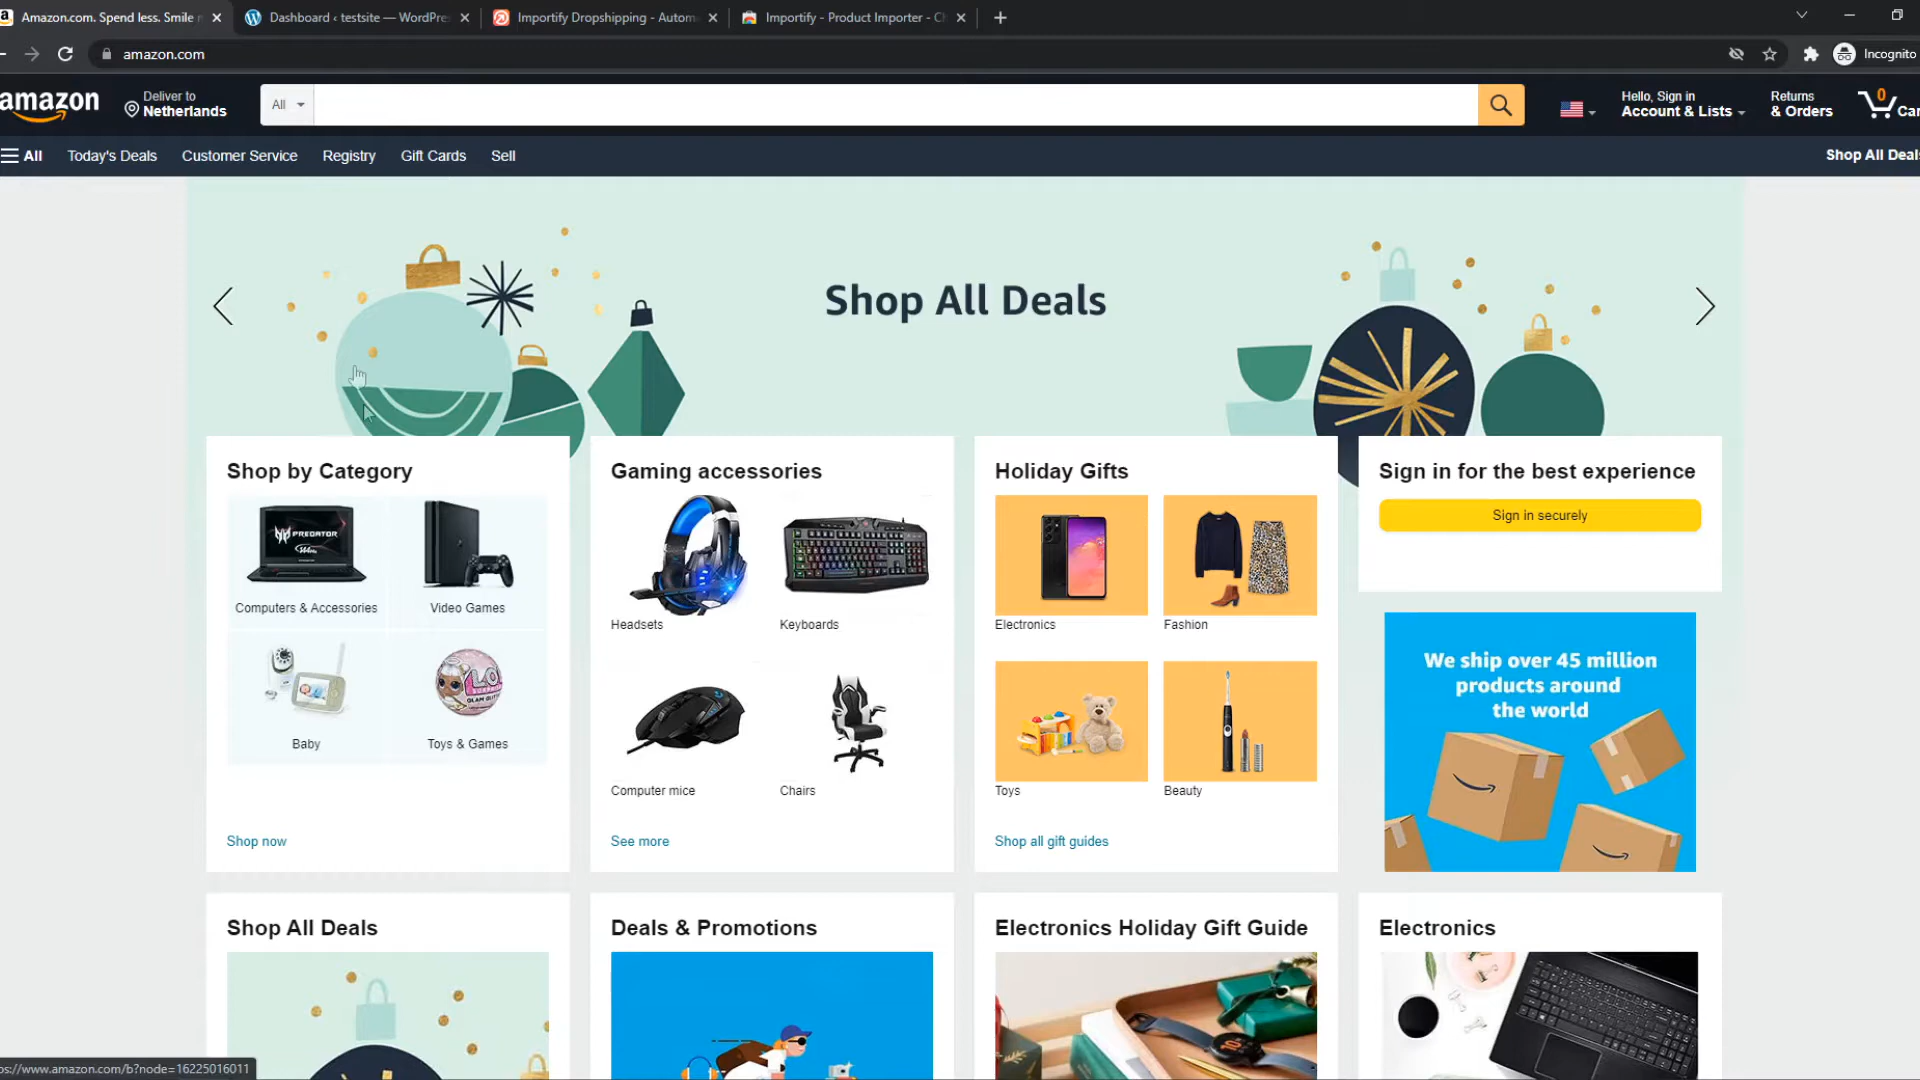 Amazon.com. Spend less. Smile
Dashboard ‹ testsite — WordPre
Importify Dropshipping - Autom
Importify - Product Importer - C
amazon.com
Incognito
amazon
Deliver to
Netherlands
All
Hello, Sign in
Account & Lists
Returns
& Orders
0
Car
All
Today's Deals
Customer Service
Registry
Gift Cards
Sell
Shop All Deals
Shop All Deals
Shop by Category
PREDATOR
Computers & Accessories
Video Games
Baby
Toys & Games
Shop now
Gaming accessories
Headsets
Keyboards
Computer mice
Chairs
See more
Holiday Gifts
Electronics
Fashion
Toys
Beauty
Shop all gift guides
Sign in for the best experience
Sign in securely
We ship over 45 million
products around
the world
Shop All Deals
Deals & Promotions
Electronics Holiday Gift Guide
Electronics
ps://www.amazon.com/b?node=16225016011